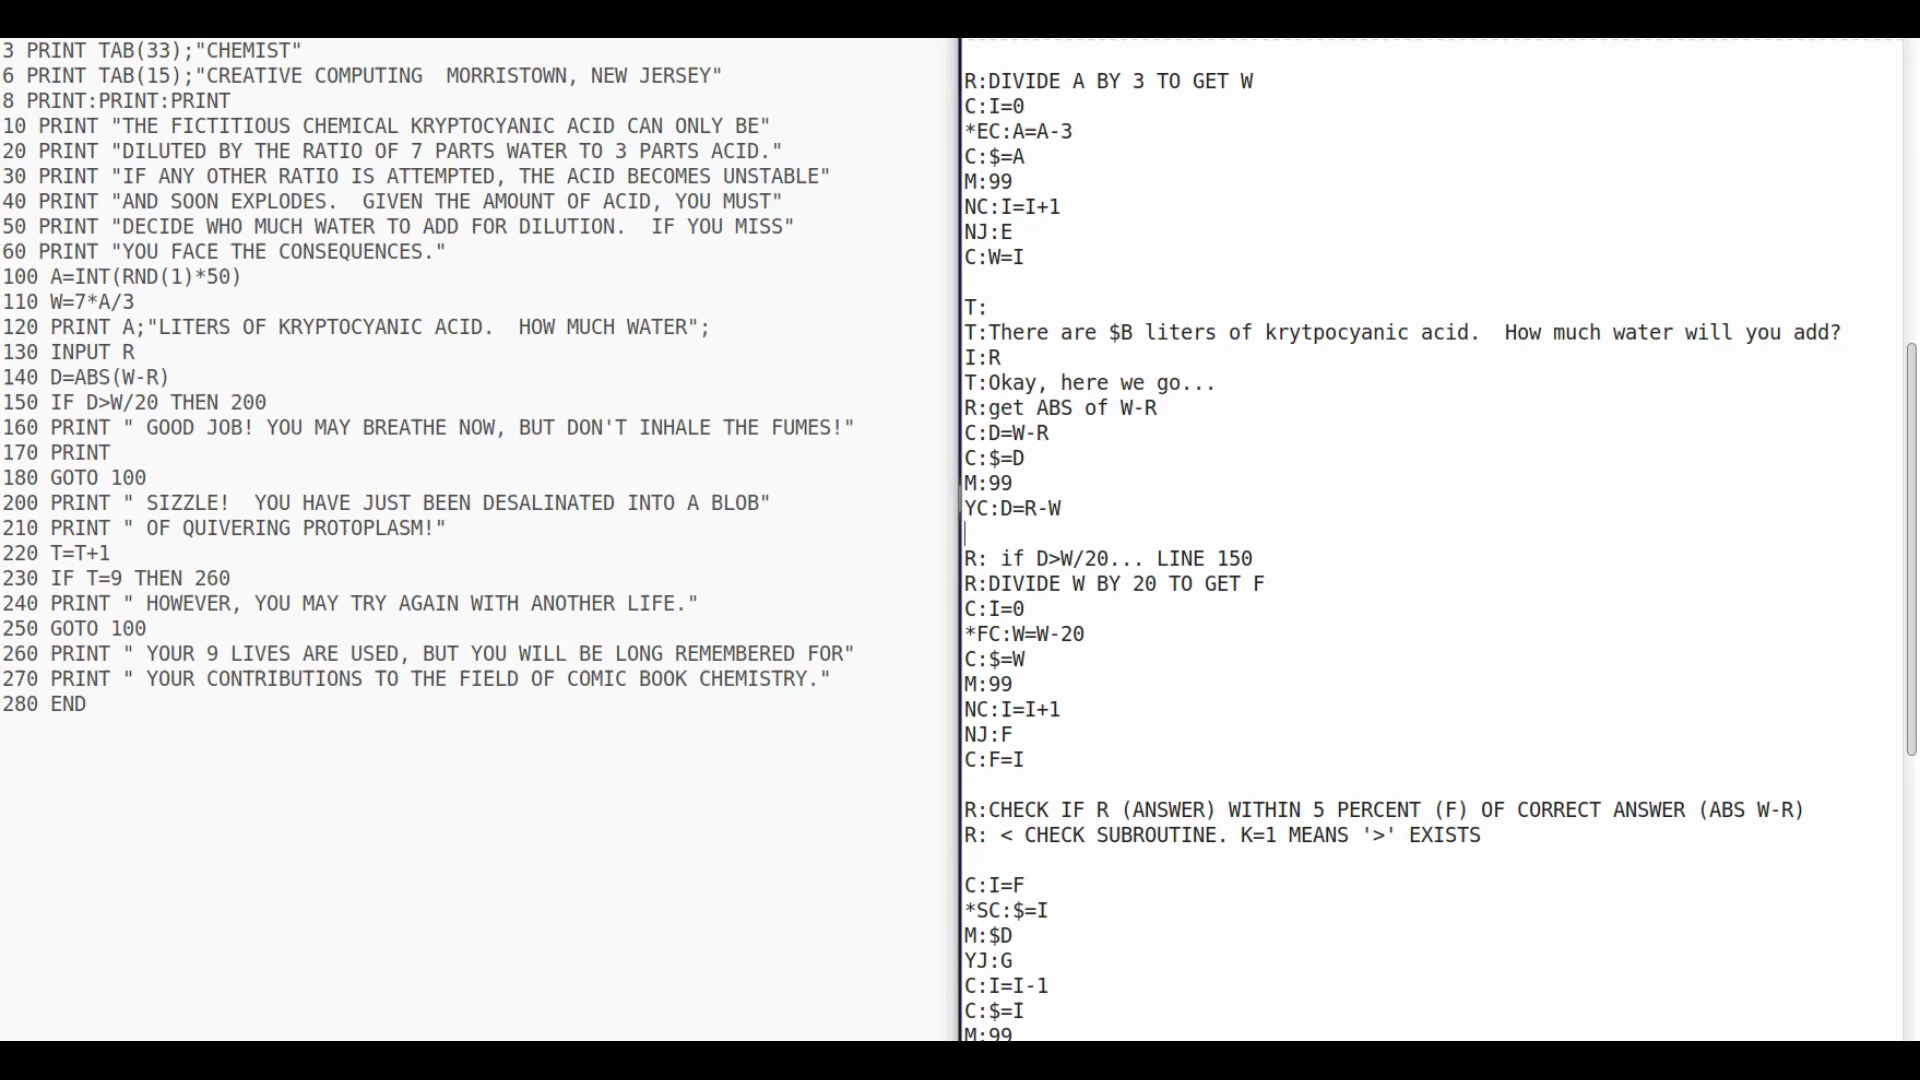 3 PRINT TAB(33);"CHEMIST"
6 PRINT TAB(15);"CREATIVE COMPUTING  MORRISTOWN, NEW JERSEY"
8 PRINT:PRINT:PRINT
10 PRINT "THE FICTITIOUS CHEMICAL KRYPTOCYANIC ACID CAN ONLY BE"
20 PRINT "DILUTED BY THE RATIO OF 7 PARTS WATER TO 3 PARTS ACID."
30 PRINT "IF ANY OTHER RATIO IS ATTEMPTED, THE ACID BECOMES UNSTABLE"
40 PRINT "AND SOON EXPLODES.  GIVEN THE AMOUNT OF ACID, YOU MUST"
50 PRINT "DECIDE WHO MUCH WATER TO ADD FOR DILUTION.  IF YOU MISS"
60 PRINT "YOU FACE THE CONSEQUENCES."
100 A=INT(RND(1)*50)
110 W=7*A/3
120 PRINT A;"LITERS OF KRYPTOCYANIC ACID.  HOW MUCH WATER";
130 INPUT R
140 D=ABS(W-R)
150 IF D>W/20 THEN 200
160 PRINT " GOOD JOB! YOU MAY BREATHE NOW, BUT DON'T INHALE THE FUMES!"
170 PRINT
180 GOTO 100
200 PRINT " SIZZLE!  YOU HAVE JUST BEEN DESALINATED INTO A BLOB"
210 PRINT " OF QUIVERING PROTOPLASM!"
220 T=T+1
230 IF T=9 THEN 260
240 PRINT " HOWEVER, YOU MAY TRY AGAIN WITH ANOTHER LIFE."
250 GOTO 100
260 PRINT " YOUR 9 LIVES ARE USED, BUT YOU WILL BE LONG REMEMBERED FOR"
270 PRINT " YOUR CONTRIBUTIONS TO THE FIELD OF COMIC BOOK CHEMISTRY."
280 END
R:DIVIDE A BY 3 TO GET W
C:I=0
*EC:A=A-3
C:$=A
M:99
NC:I=I+1
NJ:E
C:W=I
T:
T:There are $B liters of krytpocyanic acid.  How much water will you add?
I:R
T:Okay, here we go...
R:get ABS of W-R
C:D=W-R
C:$=D
M:99
YC:D=R-W
R: if D>W/20... LINE 150
R:DIVIDE W BY 20 TO GET F
C:I=0
*FC:W=W-20
C:$=W
M:99
NC:I=I+1
NJ:F
C:F=I
R:CHECK IF R (ANSWER) WITHIN 5 PERCENT (F) OF CORRECT ANSWER (ABS W-R)
R: < CHECK SUBROUTINE. K=1 MEANS '>' EXISTS
C:I=F
*SC:$=I
M:$D
YJ:G
C:I=I-1
C:$=I
M:99